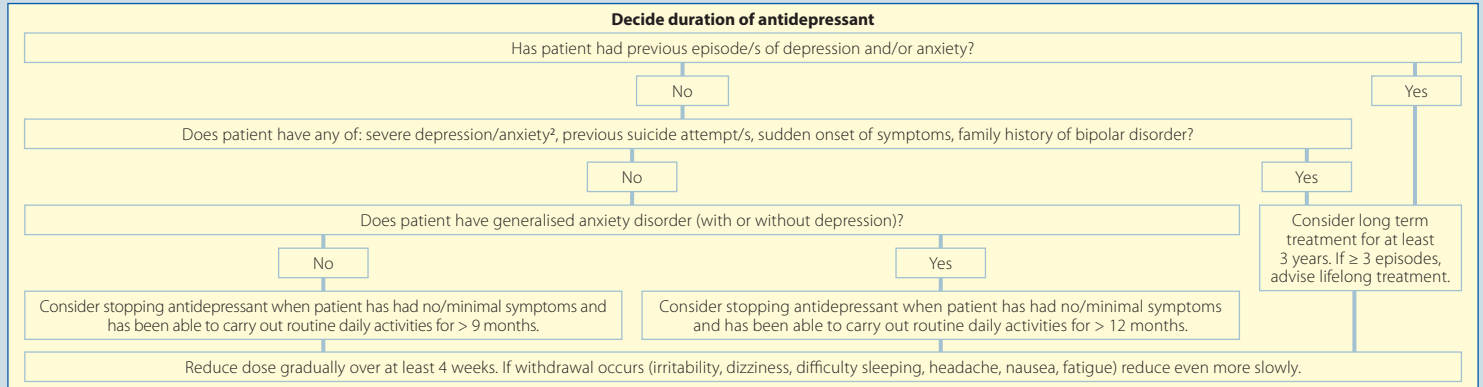 Decide duration of antidepressant
Has patient had previous episode/s of depression and/or anxiety?
No
Yes
Does patient have any of: severe depression/anxiety², previous suicide attempt/s, sudden onset of symptoms, family history of bipolar disorder?
No
Yes
Does patient have generalised anxiety disorder (with or without depression)?
No
Yes
Consider long term
treatment for at least
3 years. If ≥ 3 episodes,
advise lifelong treatment.
Consider stopping antidepressant when patient has had no/minimal symptoms and
has been able to carry out routine daily activities for > 9 months.
Consider stopping antidepressant when patient has had no/minimal symptoms
and has been able to carry out routine daily activities for > 12 months.
Reduce dose gradually over at least 4 weeks. If withdrawal occurs (irritability, dizziness, difficulty sleeping, headache, nausea, fatigue) reduce even more slowly.